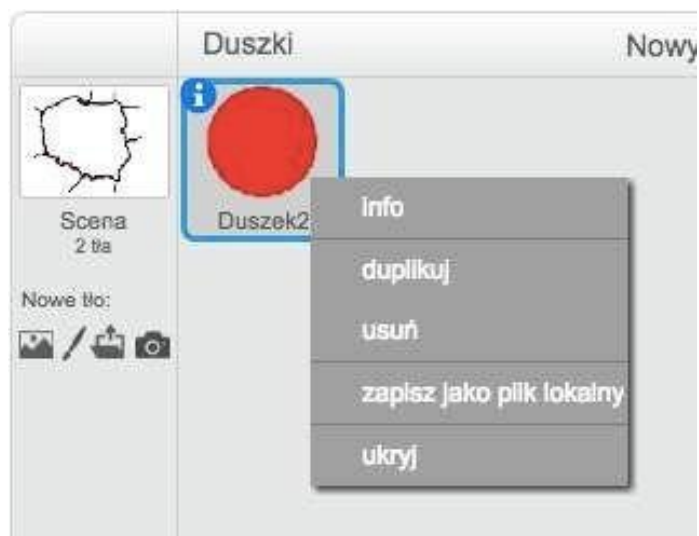 Duszki
Nowy
Scena
2 tła
Nowe tło:
Duszek2
info
duplikuj
usuń
zapisz jako plik lokalny
ukryj